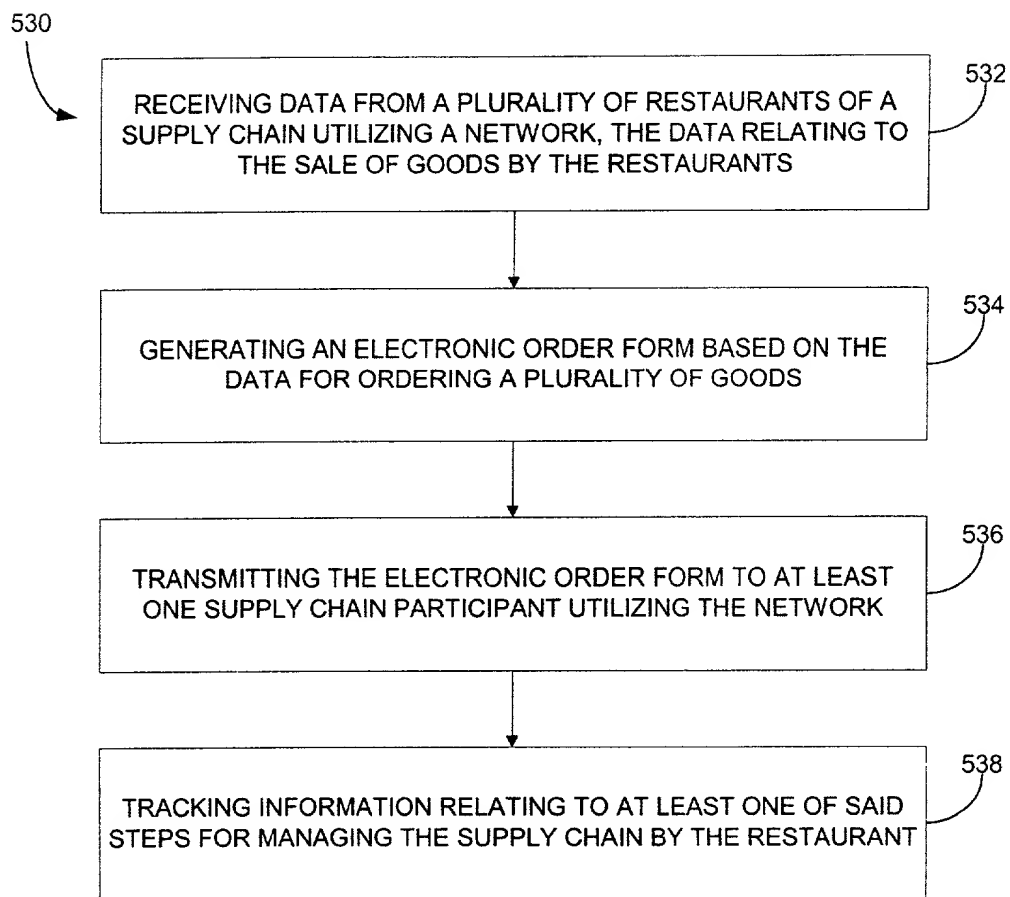 530
532
RECEIVING DATA FROM A PLURALITY OF RESTAURANTS OF A
SUPPLY CHAIN UTILIZING A NETWORK, THE DATA RELATING TO
THE SALE OF GOODS BY THE RESTAURANTS
534
GENERATING AN ELECTRONIC ORDER FORM BASED ON THE
DATA FOR ORDERING A PLURALITY OF GOODS
536
TRANSMITTING THE ELECTRONIC ORDER FORM TO AT LEAST
ONE SUPPLY CHAIN PARTICIPANT UTILIZING THE NETWORK
538
TRACKING INFORMATION RELATING TO AT LEAST ONE OF SAID
STEPS FOR MANAGING THE SUPPLY CHAIN BY THE RESTAURANT